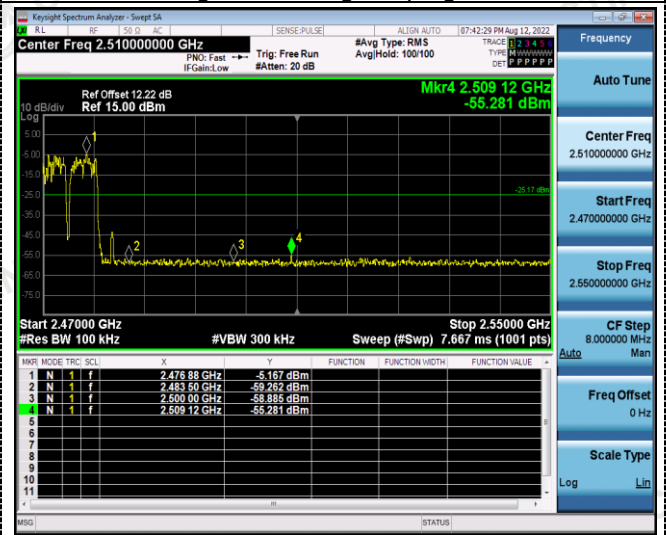 Keysight Spectrum Analyzer - Swept SA
RL RF 50 Ω AC SENSE:PULSE ALIGN AUTO 07:42:29 PM Aug 12, 2022
Center Freq 2.510000000 GHz
PNO: Fast
IFGain:Low
Trig: Free Run
#Atten: 20 dB
#Avg Type: RMS
Avg|Hold: 100/100
TRACE 1 2 3 4 5 6
TYPE M W W W W W
DET P P P P P P
Mkr4 2.509 12 GHz
-55.281 dBm
Ref Offset 12.22 dB
10 dB/div Ref 15.00 dBm
Log
5.00
-5.00
-15.0
-25.0
-35.0
-45.0
-55.0
-65.0
-75.0
1
2
3
4
-25.17 dBm
Start 2.47000 GHz Stop 2.55000 GHz
#Res BW 100 kHz #VBW 300 kHz Sweep (#Swp) 7.667 ms (1001 pts)
MKR MODE TRC SCL X Y FUNCTION FUNCTION WIDTH FUNCTION VALUE
1 N 1 f 2.476 88 GHz -5.167 dBm
2 N 1 f 2.483 50 GHz -59.262 dBm
3 N 1 f 2.500 00 GHz -58.885 dBm
4 N 1 f 2.509 12 GHz -55.281 dBm
5
6
7
8
9
10
11
MSG STATUS
Frequency
Auto Tune
Center Freq
2.510000000 GHz
Start Freq
2.470000000 GHz
Stop Freq
2.550000000 GHz
CF Step
8.000000 MHz
Auto Man
Freq Offset
0 Hz
Scale Type
Log Lin